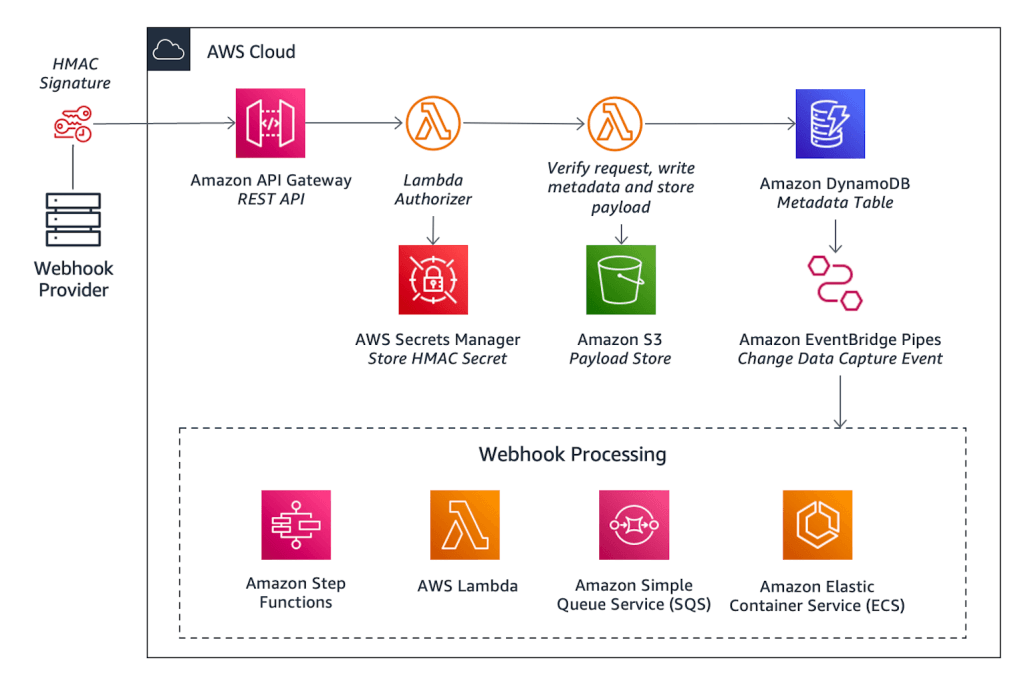 AWS Cloud
HMAC
Signature
Amazon API Gateway
REST API
Lambda
Authorizer
Verify request, write
metadata and store
payload
Amazon DynamoDB
Metadata Table
Webhook
Provider
AWS Secrets Manager
Store HMAC Secret
Amazon S3
Payload Store
Amazon EventBridge Pipes
Change Data Capture Event
Webhook Processing
Amazon Step
Functions
AWS Lambda
Amazon Simple
Queue Service (SQS)
Amazon Elastic
Container Service (ECS)